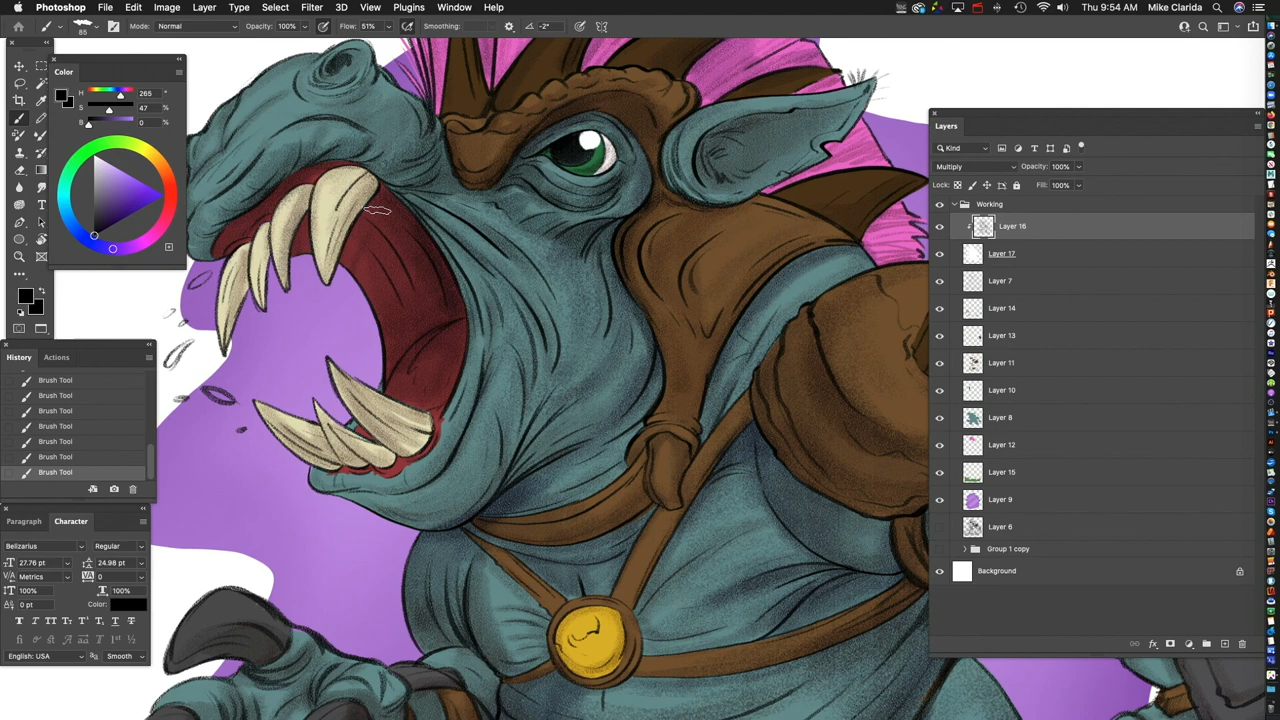 Photoshop File Edit Image Layer Type Select Filter 3D View Plugins Window Help Thu 9:54 AM Mike Clarida
85 Mode: Normal Opacity: 100% Flow: 51% Smoothing: -2°
Color
H 265 °
S 47 %
B 0 %
History Actions
Brush Tool
Brush Tool
Brush Tool
Brush Tool
Brush Tool
Brush Tool
Brush Tool
Paragraph Character
Belizarius Regular
27.76 pt 24.98 pt
Metrics 0
100% 100%
0 pt Color:
English: USA Smooth
Layers
Kind
Multiply Opacity: 100%
Lock: Fill: 100%
Working
Layer 16
Layer 17
Layer 7
Layer 14
Layer 13
Layer 11
Layer 10
Layer 8
Layer 12
Layer 15
Layer 9
Layer 6
Group 1 copy
Background